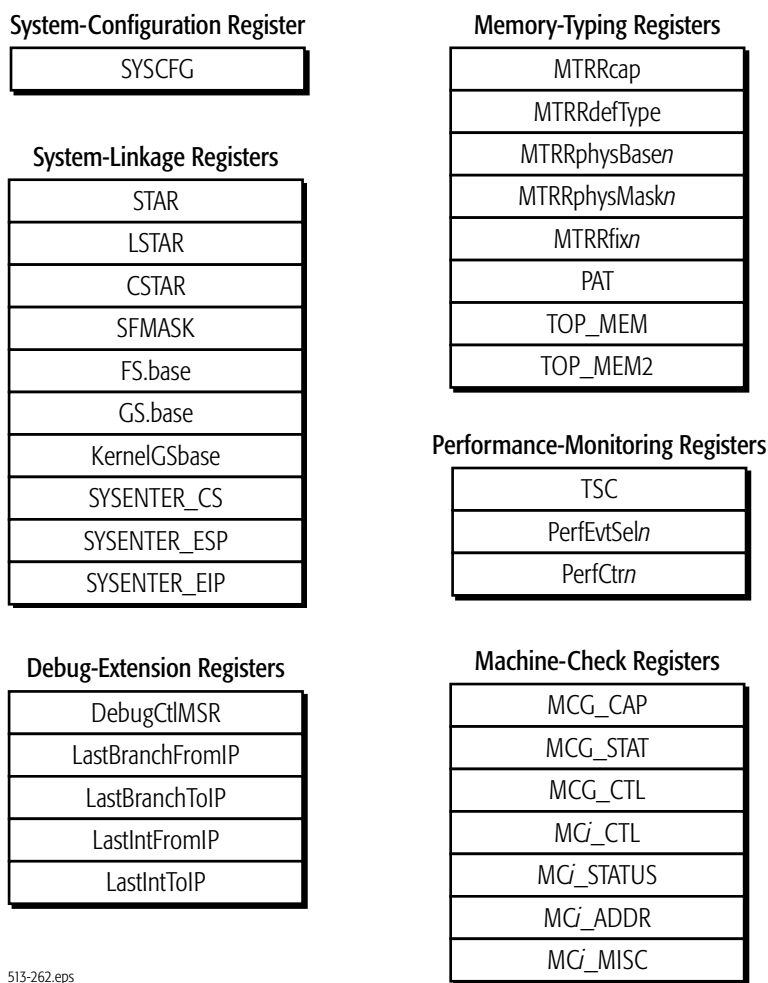 System-Configuration Register
SYSCFG
System-Linkage Registers
STAR
LSTAR
CSTAR
SFMASK
FS.base
GS.base
KernelGSbase
SYSENTER_CS
SYSENTER_ESP
SYSENTER_EIP
Debug-Extension Registers
DebugCtlMSR
LastBranchFromIP
LastBranchToIP
LastIntFromIP
LastIntToIP
513-262.eps
Memory-Typing Registers
MTRRcap
MTRRdefType
MTRRphysBasen
MTRRphysMaskn
MTRRfixn
PAT
TOP_MEM
TOP_MEM2
Performance-Monitoring Registers
TSC
PerfEvtSeln
PerfCtrn
Machine-Check Registers
MCG_CAP
MCG_STAT
MCG_CTL
MCi_CTL
MCi_STATUS
MCi_ADDR
MCi_MISC